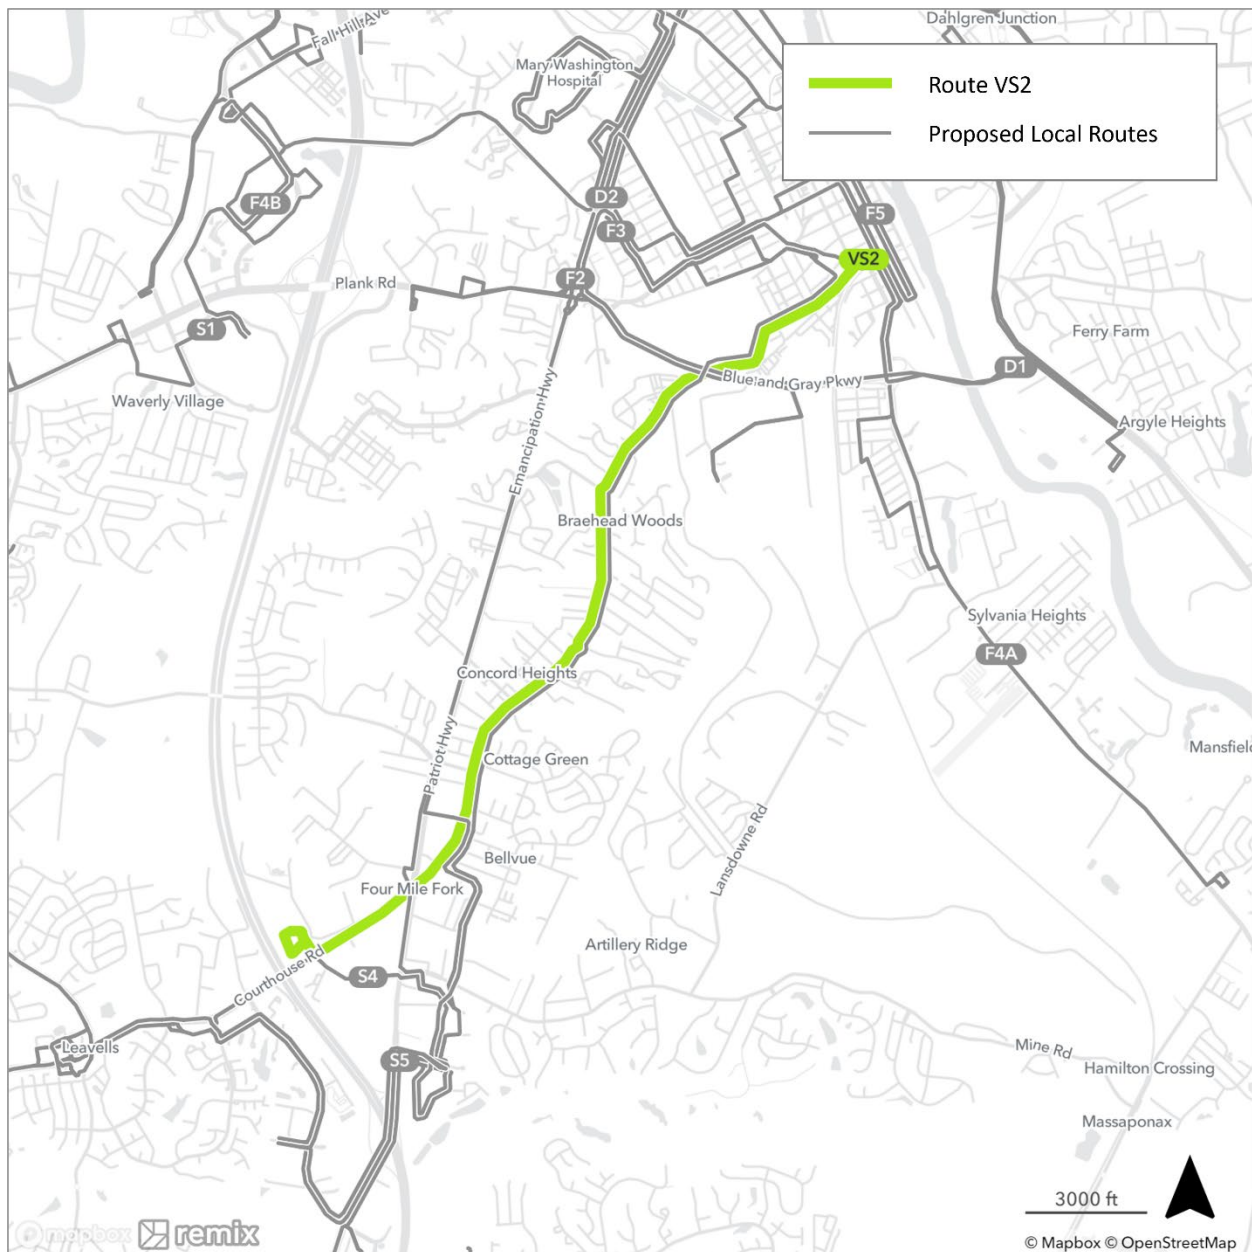 Dahlgren Junction
Fall Hill Ave
Mary Washington
Hospital
Route VS2
Proposed Local Routes
D2
F4B
F5
F3
VS2
F2
Plank Rd
S1
Ferry Farm
D1
Blue and Gray Pkwy
Waverly Village
Argyle Heights
Emancipation Hwy
Braehead Woods
Sylvania Heights
F4A
Concord Heights
Patriot Hwy
Mansfield
Cottage Green
Lansdowne Rd
Bellvue
Four Mile Fork
Artillery Ridge
Courthouse Rd
S4
Leavells
S5
Mine Rd
Hamilton Crossing
Massaponax
3000 ft
mapbox remix
© Mapbox © OpenStreetMap